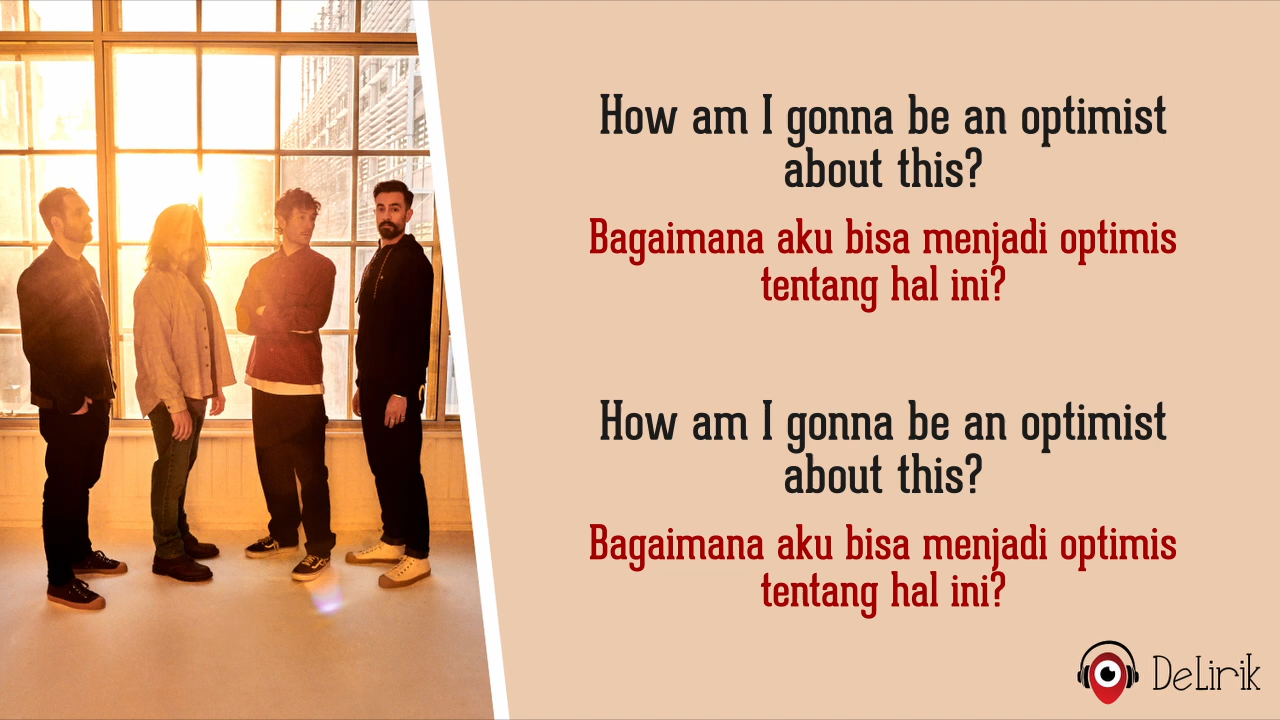 How am I gonna be an optimist
about this?
Bagaimana aku bisa menjadi optimis
tentang hal ini?
How am I gonna be an optimist
about this?
Bagaimana aku bisa menjadi optimis
tentang hal ini?
DeLirik